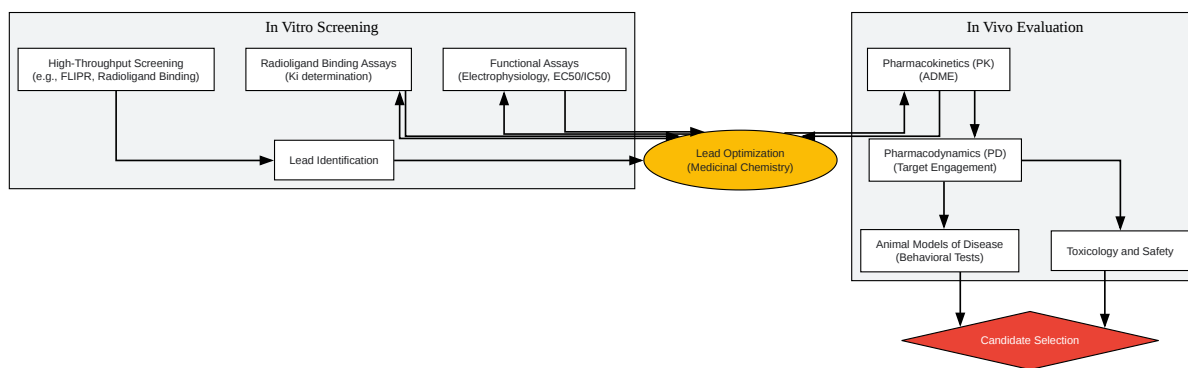 In Vitro Screening
High-Throughput Screening
(e.g., FLIPR, Radioligand Binding)
Radioligand Binding Assays
(Ki determination)
Functional Assays
(Electrophysiology, EC50/IC50)
Lead Identification
Lead Optimization
(Medicinal Chemistry)
In Vivo Evaluation
Pharmacokinetics (PK)
(ADME)
Pharmacodynamics (PD)
(Target Engagement)
Animal Models of Disease
(Behavioral Tests)
Toxicology and Safety
Candidate Selection